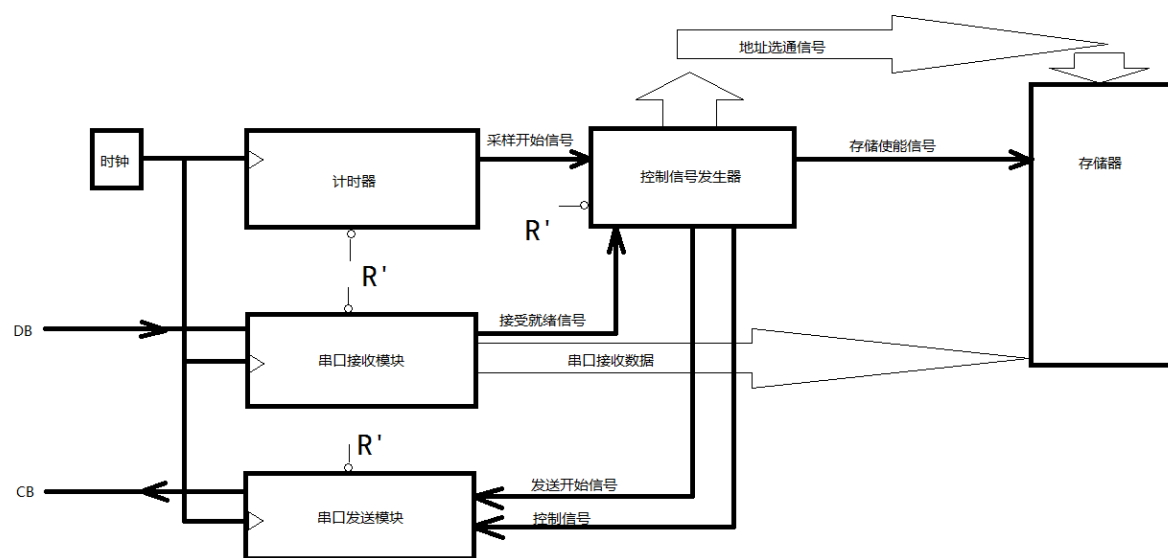 地址选通信号
时钟
计时器
采样开始信号
控制信号发生器
存储使能信号
存储器
R'
R'
DB
串口接收模块
接受就绪信号
串口接收数据
R'
CB
串口发送模块
发送开始信号
控制信号